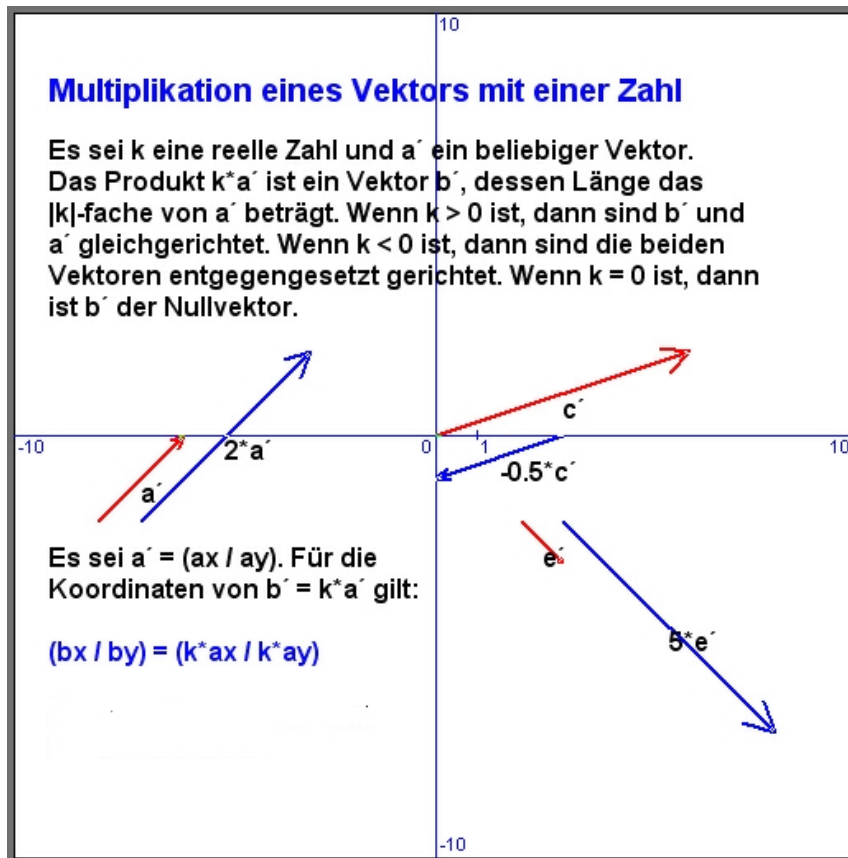 10
Multiplikation eines Vektors mit einer Zahl
Es sei k eine reelle Zahl und a´ ein beliebiger Vektor.
Das Produkt k*a´ ist ein Vektor b´, dessen Länge das
|k|-fache von a´ beträgt. Wenn k > 0 ist, dann sind b´ und
a´ gleichgerichtet. Wenn k < 0 ist, dann sind die beiden
Vektoren entgegengesetzt gerichtet. Wenn k = 0 ist, dann
ist b´ der Nullvektor.
c´
-10 2*a´ 0 1 10
a´ -0.5*c´
Es sei a´ = (ax / ay). Für die e´
Koordinaten von b´ = k*a´ gilt:
5*e´
(bx / by) = (k*ax / k*ay)
-10